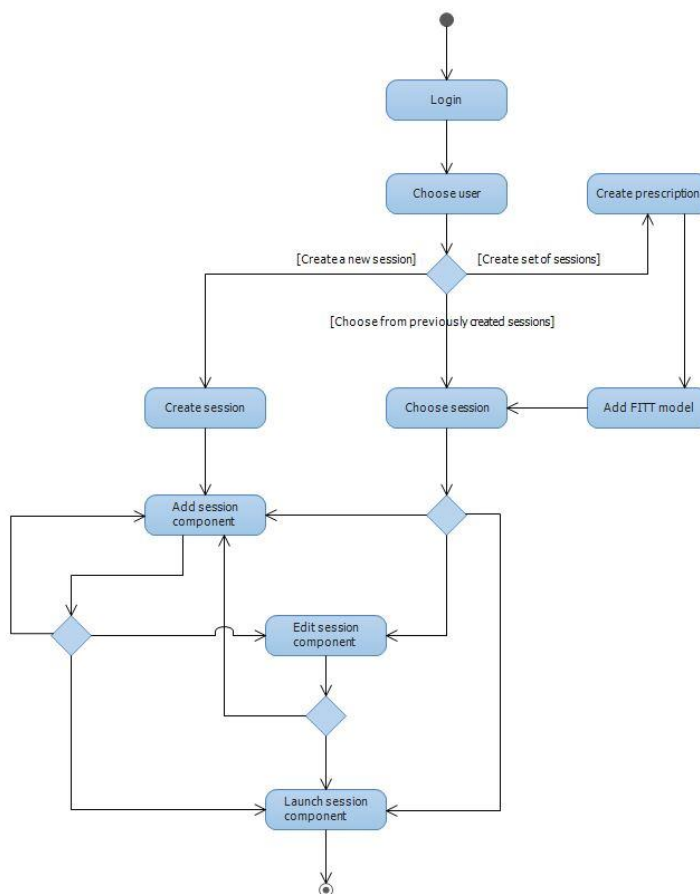 Login
Choose user
Create prescription
[Create a new session]
[Create set of sessions]
[Choose from previously created sessions]
Create session
Choose session
Add FITT model
Add session
component
Edit session
component
Launch session
component